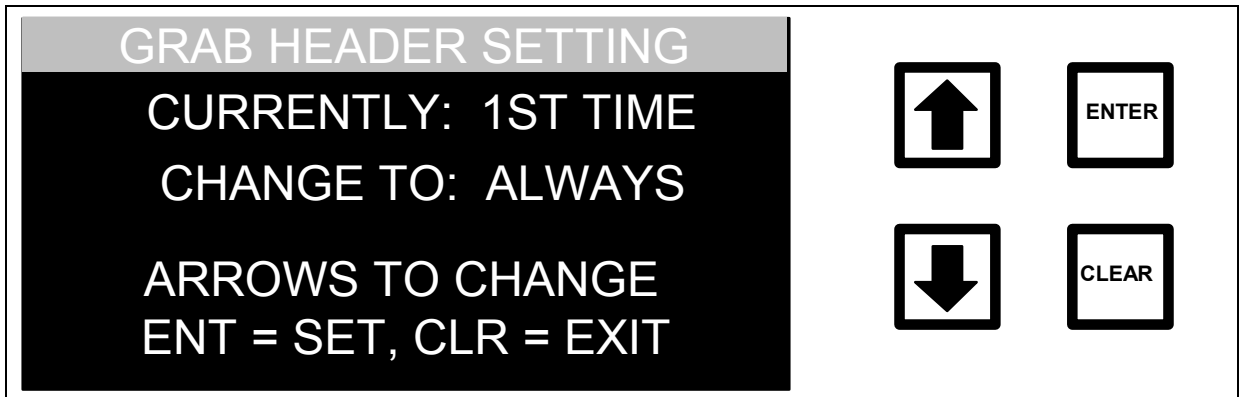 GRAB HEADER SETTING
CURRENTLY: 1ST TIME
CHANGE TO: ALWAYS
ARROWS TO CHANGE
ENT = SET, CLR = EXIT
ENTER
CLEAR